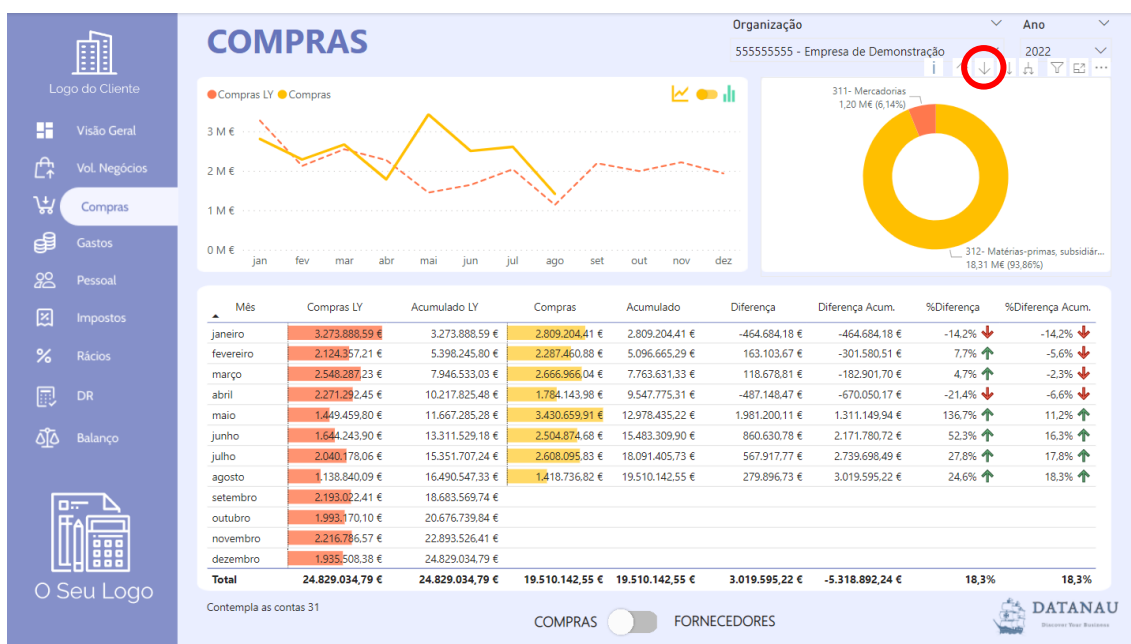 Logo do Cliente
Visão Geral
Vol. Negócios
Compras
Gastos
Pessoal
Impostos
Rácios
DR
Balanço
O Seu Logo
COMPRAS
Organização
Ano
555555555 - Empresa de Demonstração
2022
Compras LY Compras
3 M €
2 M €
1 M €
0 M €
jan fev mar abr mai jun jul ago set out nov dez
311- Mercadorias
1,20 M€ (6,14%)
312- Matérias-primas, subsidiár...
18,31 M€ (93,86%)
Mês Compras LY Acumulado LY Compras Acumulado Diferença Diferença Acum. %Diferença %Diferença Acum.
janeiro 3.273.888,59 € 3.273.888,59 € 2.809.204,41 € 2.809.204,41 € -464.684,18 € -464.684,18 € -14.2% -14.2%
fevereiro 2.124.357,21 € 5.398.245,80 € 2.287.460,88 € 5.096.665,29 € 163.103,67 € -301.580,51 € 7.7% -5.6%
março 2.548.287,23 € 7.946.533,03 € 2.666.966,04 € 7.763.631,33 € 118.678,81 € -182.901,70 € 4,7% -2,3%
abril 2.271.292,45 € 10.217.825,48 € 1.784.143,98 € 9.547.775,31 € -487.148,47 € -670.050,17 € -21.4% -6.6%
maio 1.449.459,80 € 11.667.285,28 € 3.430.659,91 € 12.978.435,22 € 1.981.200,11 € 1.311.149,94 € 136,7% 11,2%
junho 1.644.243,90 € 13.311.529,18 € 2.504.874,68 € 15.483.309,90 € 860.630,78 € 2.171.780,72 € 52.3% 16.3%
julho 2.040.178,06 € 15.351.707,24 € 2.608.095,83 € 18.091.405,73 € 567.917,77 € 2.739.698,49 € 27,8% 17,8%
agosto 1.138.840,09 € 16.490.547,33 € 1.418.736,82 € 19.510.142,55 € 279.896,73 € 3.019.595,22 € 24.6% 18.3%
setembro 2.193.022,41 € 18.683.569,74 €
outubro 1.993.170,10 € 20.676.739,84 €
novembro 2.216.786,57 € 22.893.526,41 €
dezembro 1.935.508,38 € 24.829.034,79 €
Total 24.829.034,79 € 24.829.034,79 € 19.510.142,55 € 19.510.142,55 € 3.019.595,22 € -5.318.892,24 € 18,3% 18,3%
Contempla as contas 31
COMPRAS FORNECEDORES
DATANAU
Discover Your Business